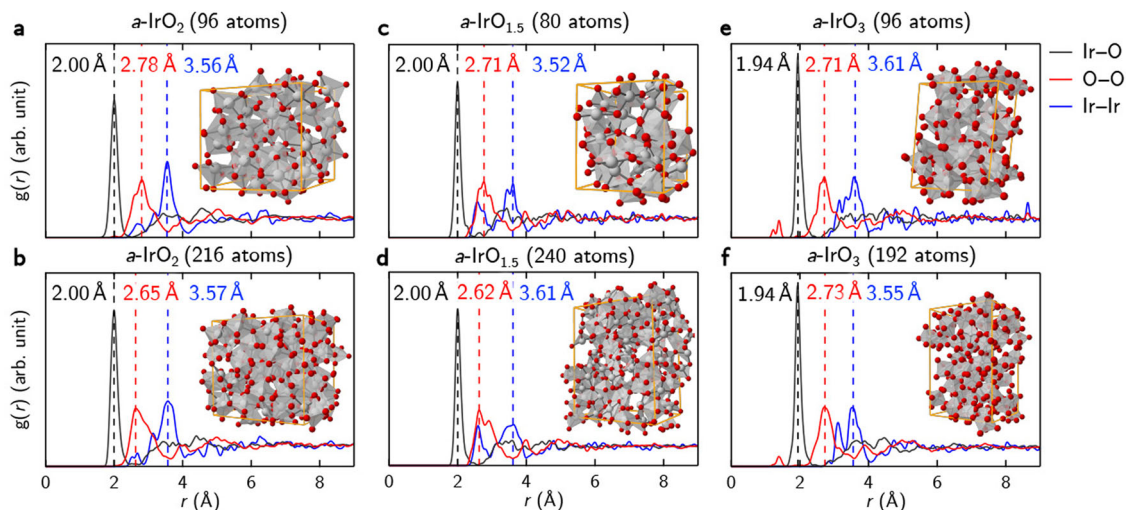 a
a-IrO2 (96 atoms)
2.00 Å 2.78 Å 3.56 Å
g(r) (arb. unit)
c
a-IrO1.5 (80 atoms)
2.00 Å 2.71 Å 3.52 Å
e
a-IrO3 (96 atoms)
1.94 Å 2.71 Å 3.61 Å
Ir–O
O–O
Ir–Ir
b
a-IrO2 (216 atoms)
2.00 Å 2.65 Å 3.57 Å
g(r) (arb. unit)
0 2 4 6 8
r (Å)
d
a-IrO1.5 (240 atoms)
2.00 Å 2.62 Å 3.61 Å
0 2 4 6 8
r (Å)
f
a-IrO3 (192 atoms)
1.94 Å 2.73 Å 3.55 Å
0 2 4 6 8
r (Å)